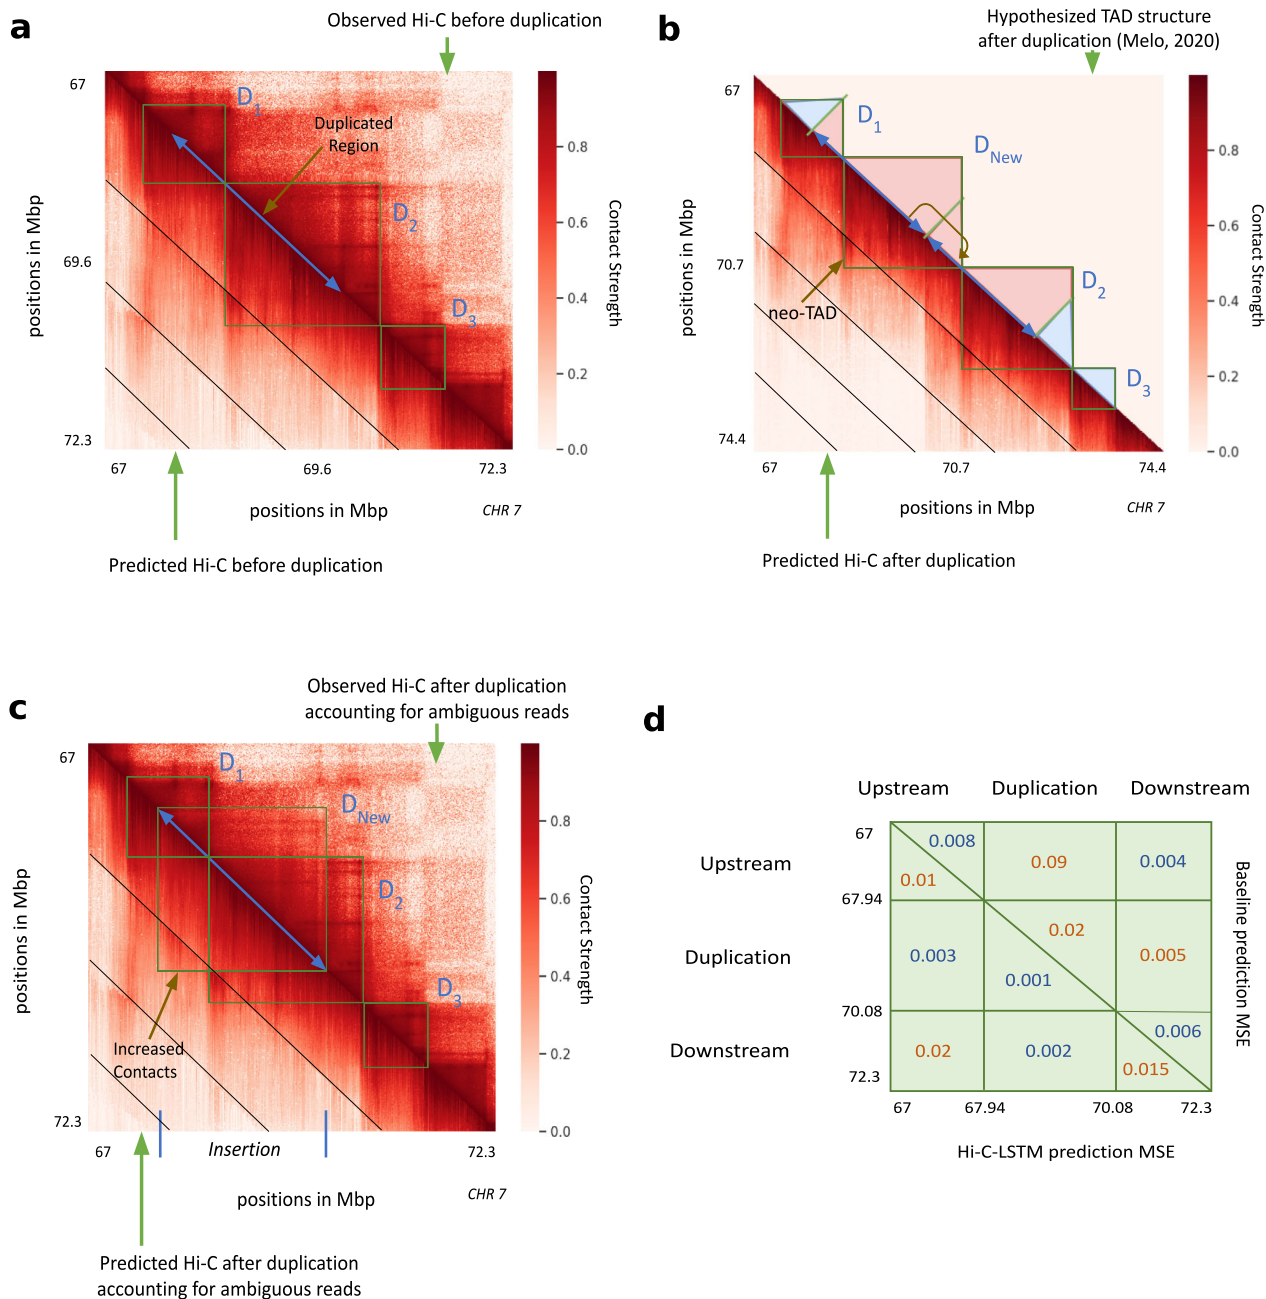 a
Observed Hi-C before duplication
67
69.6
72.3
positions in Mbp
D1
Duplicated
Region
D2
D3
0.8
0.6
0.4
0.2
0.0
Contact Strength
67
69.6
72.3
positions in Mbp
CHR 7
Predicted Hi-C before duplication
b
Hypothesized TAD structure
after duplication (Melo, 2020)
67
70.7
74.4
positions in Mbp
D1
DNew
D2
D3
neo-TAD
0.8
0.6
0.4
0.2
0.0
Contact Strength
67
70.7
74.4
positions in Mbp
CHR 7
Predicted Hi-C after duplication
c
Observed Hi-C after duplication
accounting for ambiguous reads
67
72.3
positions in Mbp
D1
DNew
D2
D3
Increased
Contacts
0.8
0.6
0.4
0.2
0.0
Contact Strength
67
Insertion
72.3
positions in Mbp
CHR 7
Predicted Hi-C after duplication
accounting for ambiguous reads
d
Upstream Duplication Downstream
67
Upstream
0.008 0.09 0.004
0.01
67.94
Duplication
0.02
0.003 0.005
0.001
70.08
Downstream
0.006
0.02 0.002
0.015
72.3
67 67.94 70.08 72.3
Baseline prediction MSE
Hi-C-LSTM prediction MSE